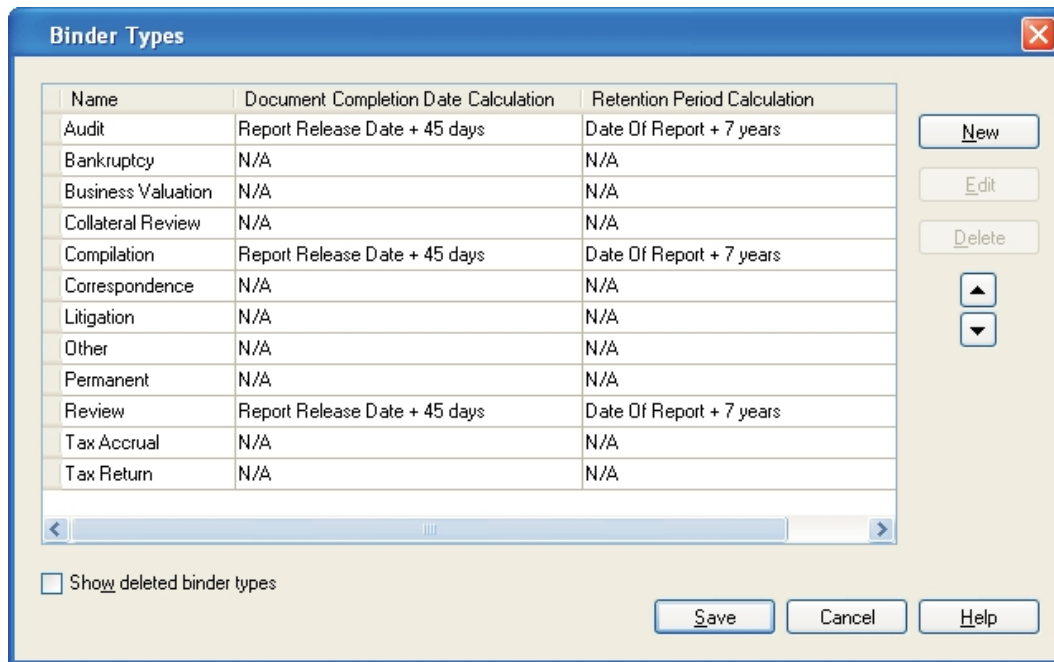 Binder Types
Name Document Completion Date Calculation Retention Period Calculation
Audit Report Release Date + 45 days Date Of Report + 7 years
New
Bankruptcy N/A N/A
Business Valuation N/A N/A
Edit
Collateral Review N/A N/A
Delete
Compilation Report Release Date + 45 days Date Of Report + 7 years
Correspondence N/A N/A
Litigation N/A N/A
Other N/A N/A
Permanent N/A N/A
Review Report Release Date + 45 days Date Of Report + 7 years
Tax Accrual N/A N/A
Tax Return N/A N/A
Show deleted binder types
Save Cancel Help